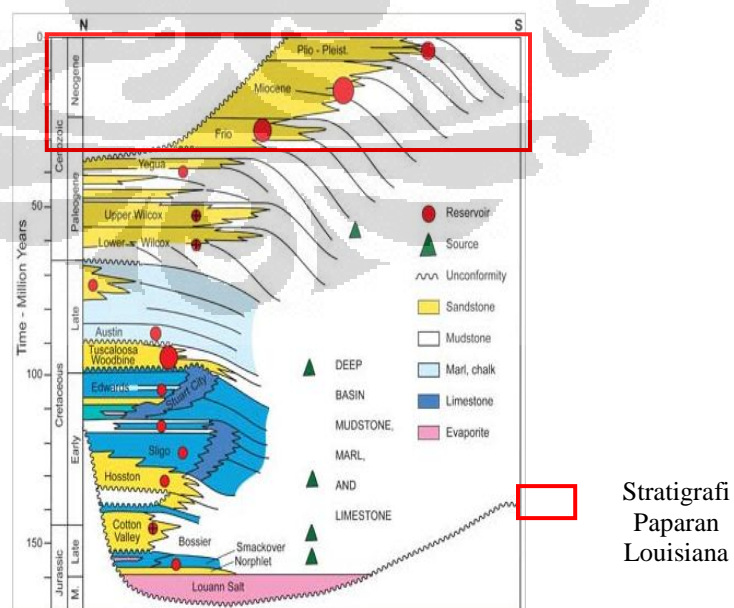 N
S
0
50
100
150
Time - Million Years
Cenozoic
Neogene
Paleogene
Cretaceous
Late
Early
Jurassic
Late
M.
Plio - Pleist.
Miocene
Frio
Yegua
Upper Wilcox
Lower Wilcox
Austin
Tuscaloosa
Woodbine
Edwards
Stuart City
Sligo
Hosston
Cotton
Valley
Bossier
Smackover
Norphlet
Louann Salt
DEEP
BASIN
MUDSTONE,
MARL,
AND
LIMESTONE
Reservoir
Source
Unconformity
Sandstone
Mudstone
Marl, chalk
Limestone
Evaporite
Stratigrafi
Paparan
Louisiana